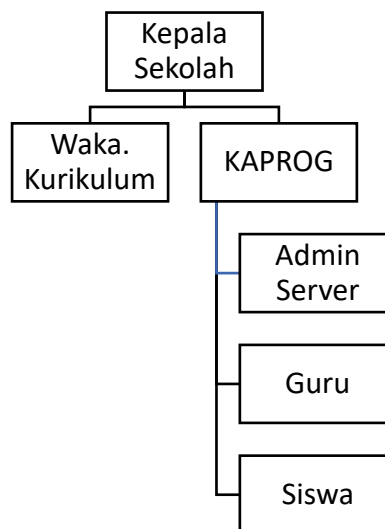 Kepala
Sekolah
Waka.
Kurikulum
KAPROG
Admin
Server
Guru
Siswa